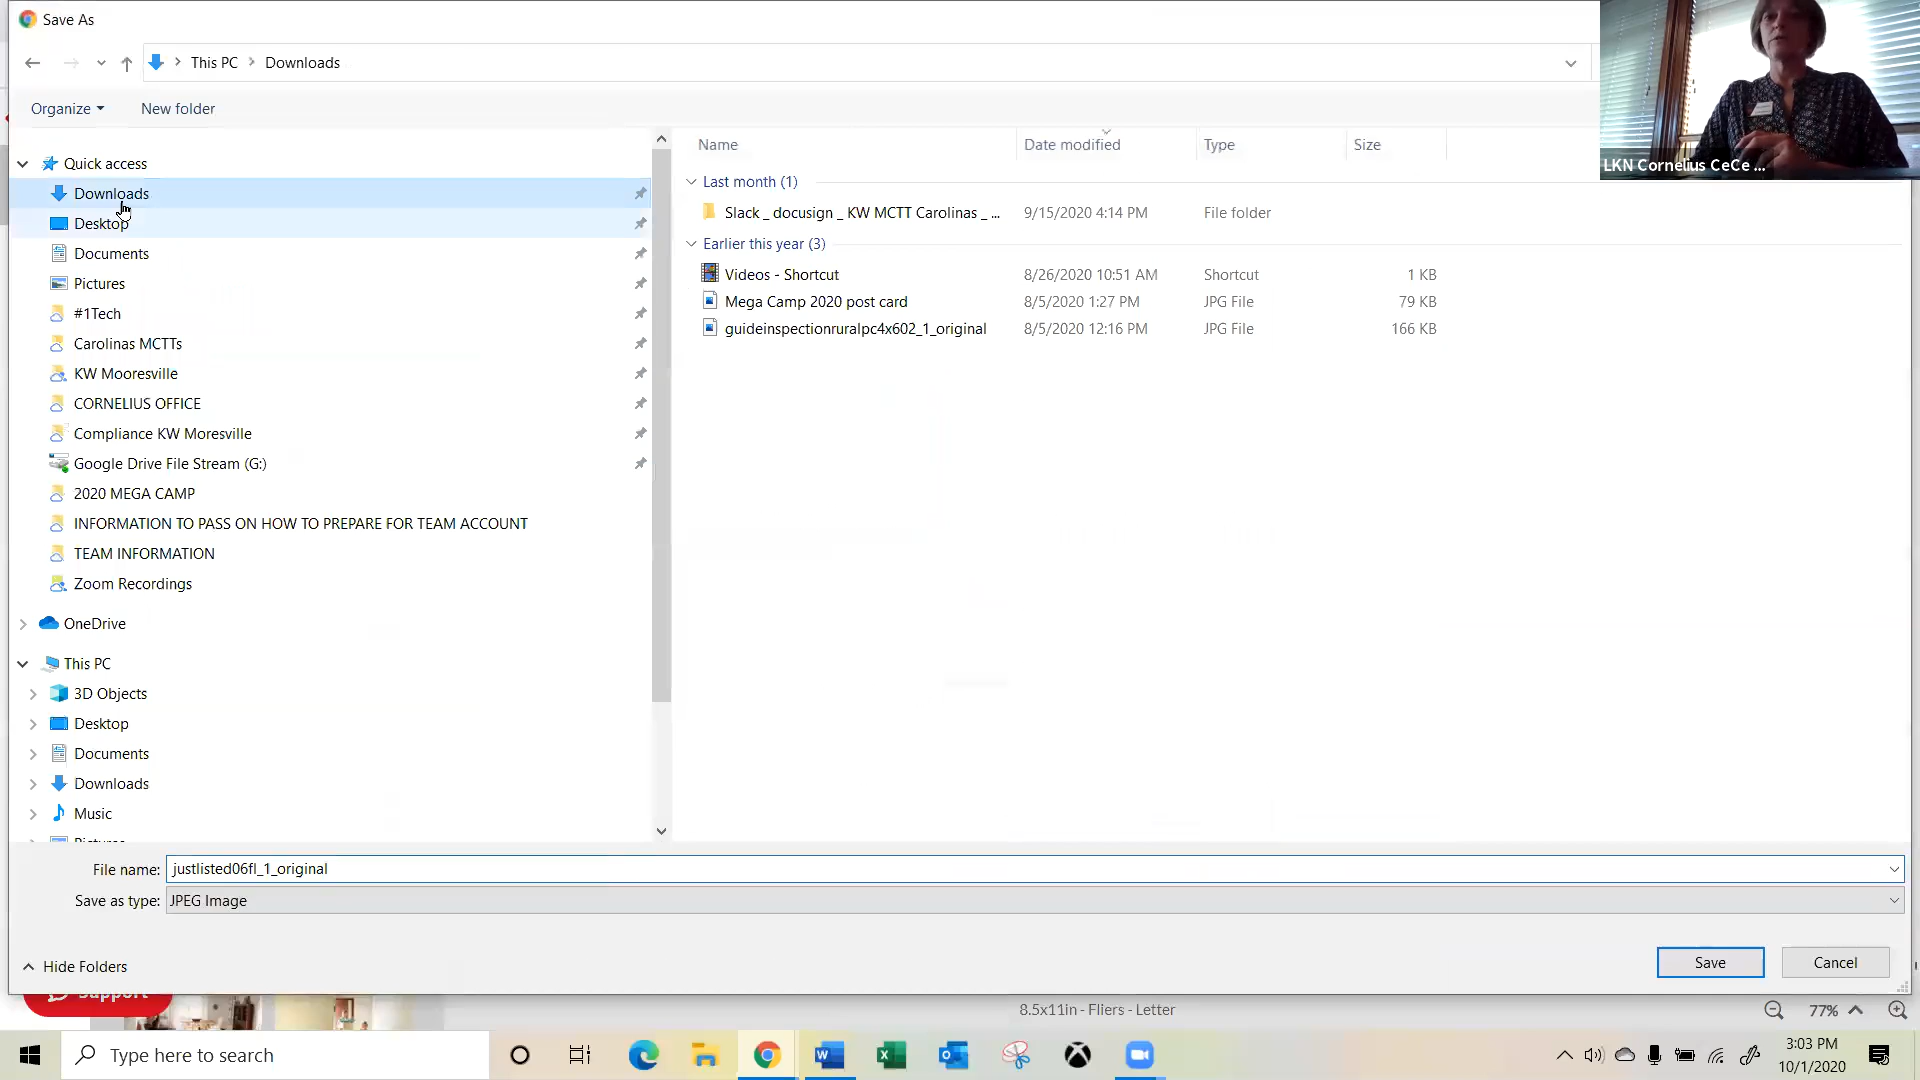 Save As
This PC
Downloads
Organize
New folder
Quick access
Downloads
Desktop
Documents
Pictures
#1Tech
Carolinas MCTTs
KW Mooresville
CORNELIUS OFFICE
Compliance KW Moresville
Google Drive File Stream (G:)
2020 MEGA CAMP
INFORMATION TO PASS ON HOW TO PREPARE FOR TEAM ACCOUNT
TEAM INFORMATION
Zoom Recordings
OneDrive
This PC
3D Objects
Desktop
Documents
Downloads
Music
Pictures
Name Date modified Type Size
Last month (1)
Slack _ docusign _ KW MCTT Carolinas _ ... 9/15/2020 4:14 PM File folder
Earlier this year (3)
Videos - Shortcut 8/26/2020 10:51 AM Shortcut 1 KB
Mega Camp 2020 post card 8/5/2020 1:27 PM JPG File 79 KB
guideinspectionruralpc4x602_1_original 8/5/2020 12:16 PM JPG File 166 KB
LKN Cornelius CeCe ...
File name: justlisted06fl_1_original
Save as type: JPEG Image
Hide Folders
Save
Cancel
Support
8.5x11in - Fliers - Letter
77%
Type here to search
3:03 PM
10/1/2020